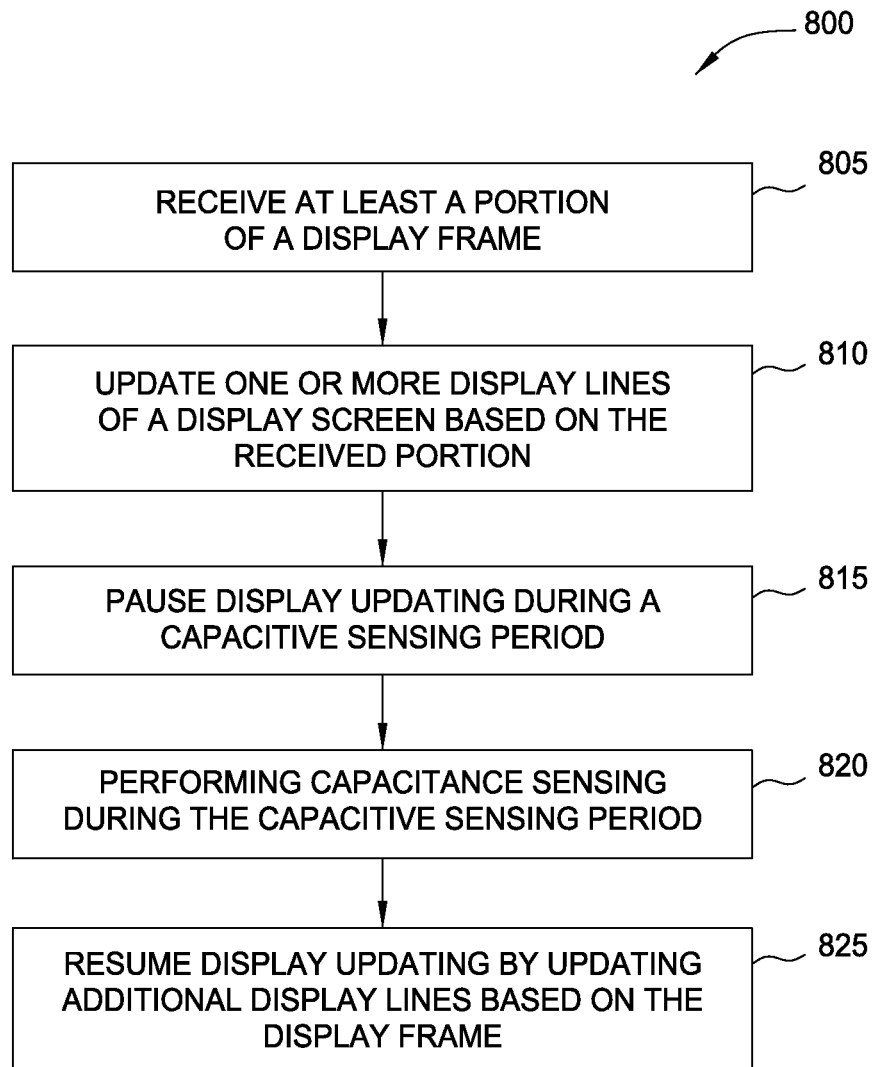 800
805
RECEIVE AT LEAST A PORTION
OF A DISPLAY FRAME
810
UPDATE ONE OR MORE DISPLAY LINES
OF A DISPLAY SCREEN BASED ON THE
RECEIVED PORTION
815
PAUSE DISPLAY UPDATING DURING A
CAPACITIVE SENSING PERIOD
820
PERFORMING CAPACITANCE SENSING
DURING THE CAPACITIVE SENSING PERIOD
825
RESUME DISPLAY UPDATING BY UPDATING
ADDITIONAL DISPLAY LINES BASED ON THE
DISPLAY FRAME